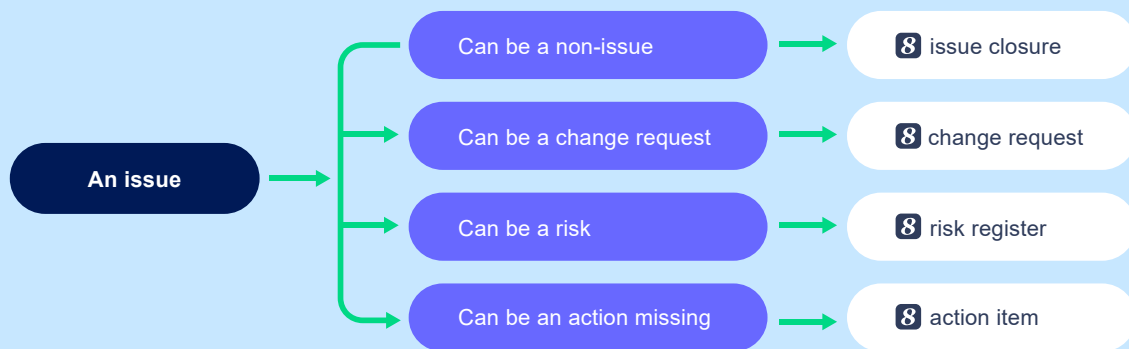 An issue
Can be a non-issue
8 issue closure
Can be a change request
8 change request
Can be a risk
8 risk register
Can be an action missing
8 action item